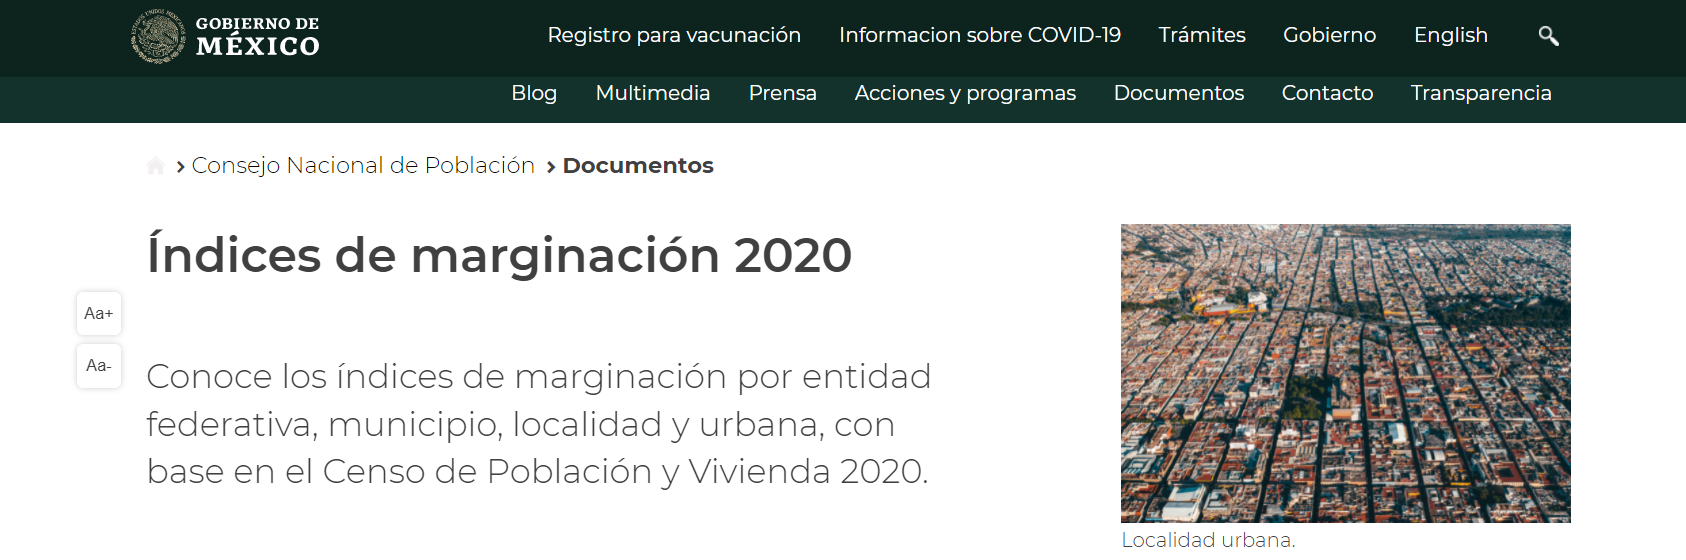 GOBIERNO DE
MÉXICO
Registro para vacunación
Informacion sobre COVID-19
Trámites
Gobierno
English
Blog
Multimedia
Prensa
Acciones y programas
Documentos
Contacto
Transparencia
Consejo Nacional de Población
Documentos
Índices de marginación 2020
Aa+
Aa-
Conoce los índices de marginación por entidad
federativa, municipio, localidad y urbana, con
base en el Censo de Población y Vivienda 2020.
Localidad urbana.